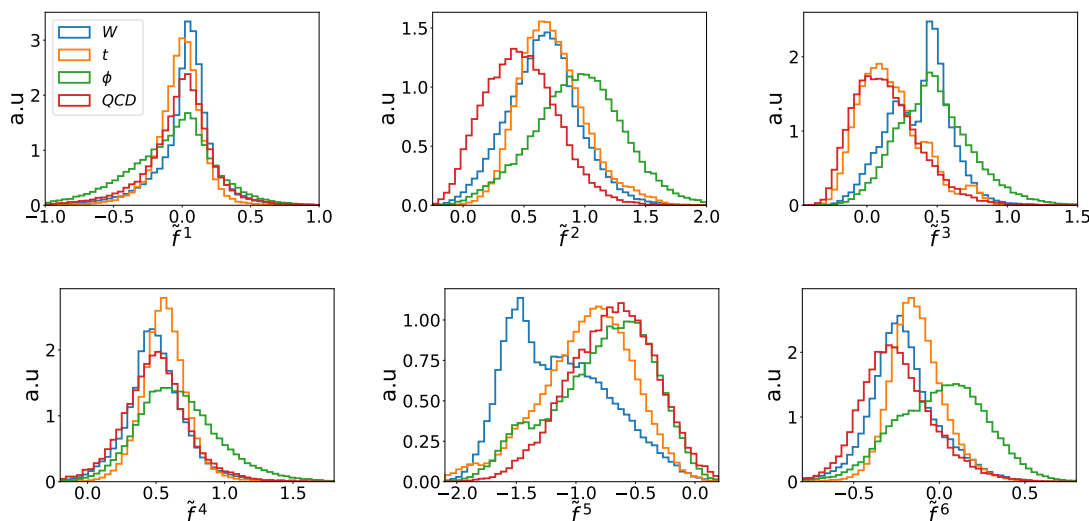 a.u
3
2
1
0
−1.0 −0.5 0.0 0.5 1.0
f̃¹
W
t
ϕ
QCD
a.u
1.5
1.0
0.5
0.0
0.0 0.5 1.0 1.5 2.0
f̃²
a.u
2
1
0
0.0 0.5 1.0 1.5
f̃³
a.u
2
1
0
0.0 0.5 1.0 1.5
f̃⁴
a.u
1.00
0.75
0.50
0.25
0.00
−2.0 −1.5 −1.0 −0.5 0.0
f̃⁵
a.u
2
1
0
−0.5 0.0 0.5
f̃⁶